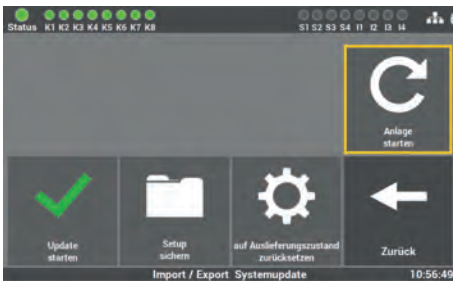 Status K1 K2 K3 K4 K5 K6 K7 K8 S1 S2 S3 S4 I1 I2 I3 I4
Anlage
starten
Update
starten
Setup
sichern
auf Auslieferungszustand
zurücksetzen
Zurück
Import / Export Systemupdate 10:56:49